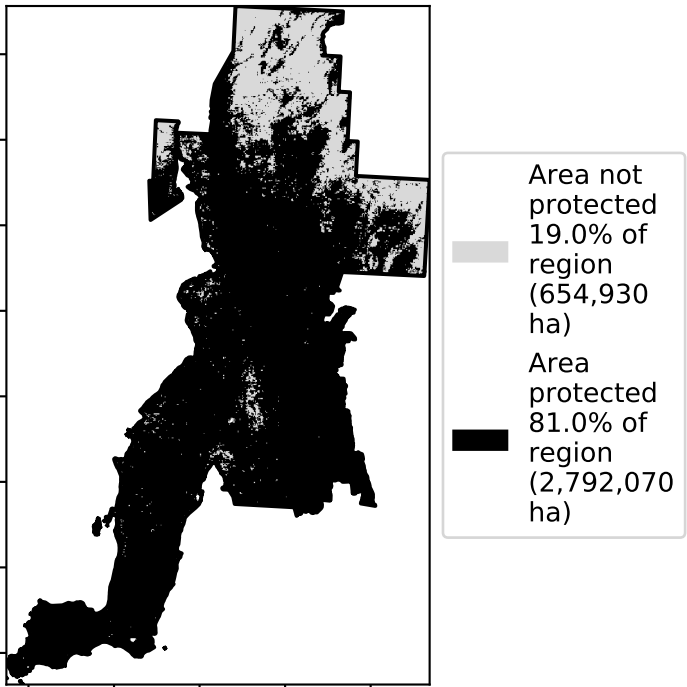 Area not
protected
19.0% of
region
(654,930
ha)
Area
protected
81.0% of
region
(2,792,070
ha)